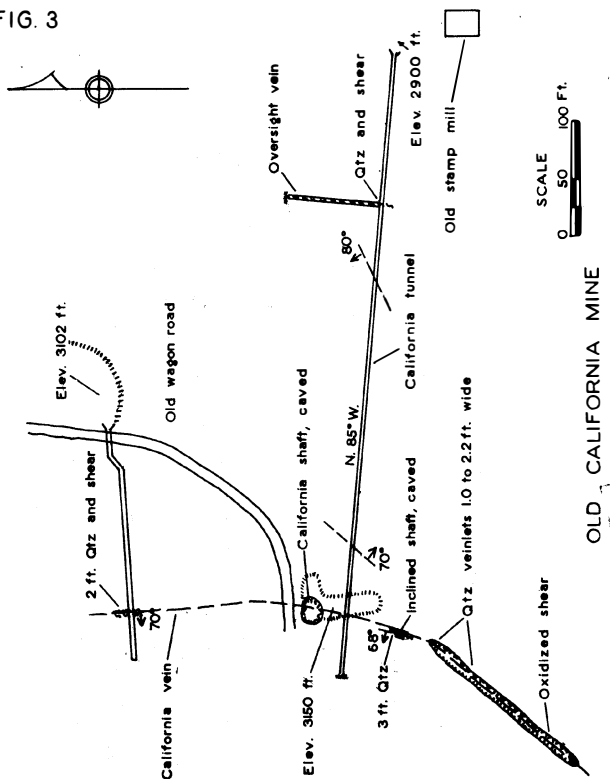 FIG. 3
Elev. 3102 ft.
2 ft. Qtz and shear
70°
California vein
Old wagon road
California shaft, caved
Elev. 3150 ft.
70°
N. 85° W.
68°
3 ft. Qtz
Inclined shaft, caved
Qtz veinlets 1.0 to 2.2 ft. wide
Oxidized shear
California tunnel
80°
Oversight vein
Qtz and shear
Elev. 2900 ft.
Old stamp mill
SCALE
0 50 100 Ft.
OLD CALIFORNIA MINE